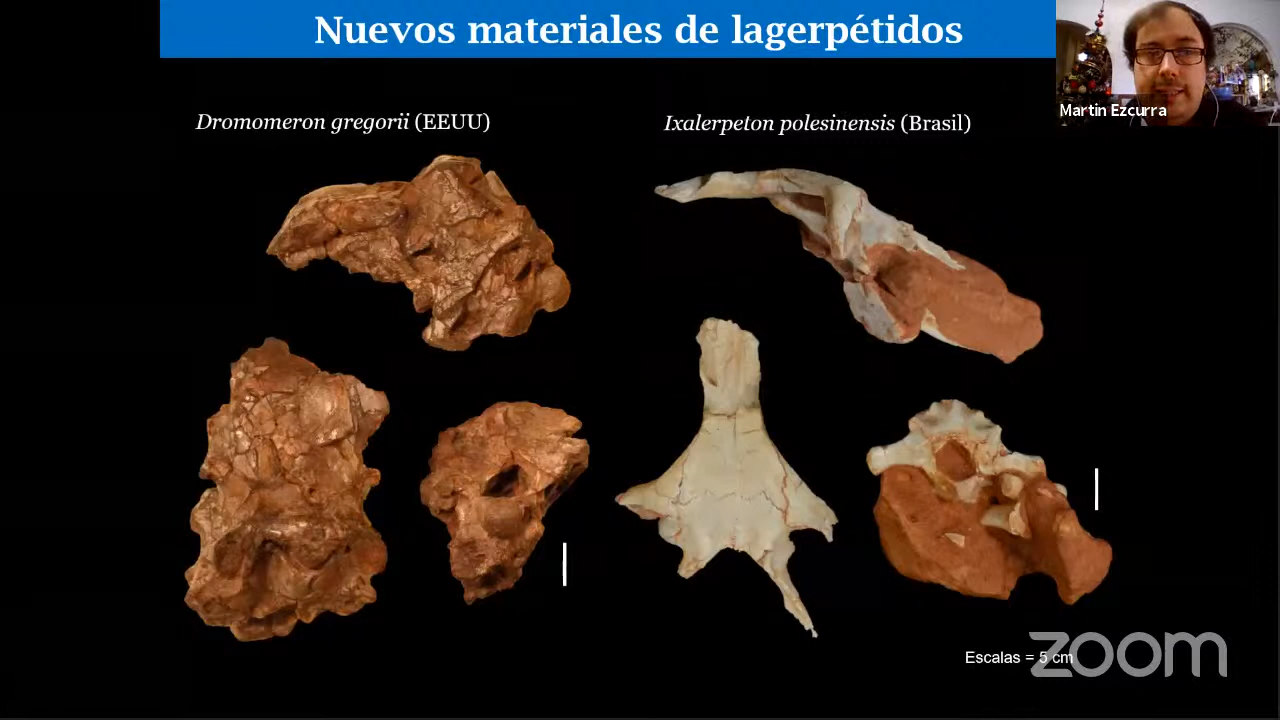 Nuevos materiales de lagerpétidos
Martin Ezcurra
Dromomeron gregorii (EEUU)
Ixalerpeton polesinensis (Brasil)
Escalas = 5 cm
zoom